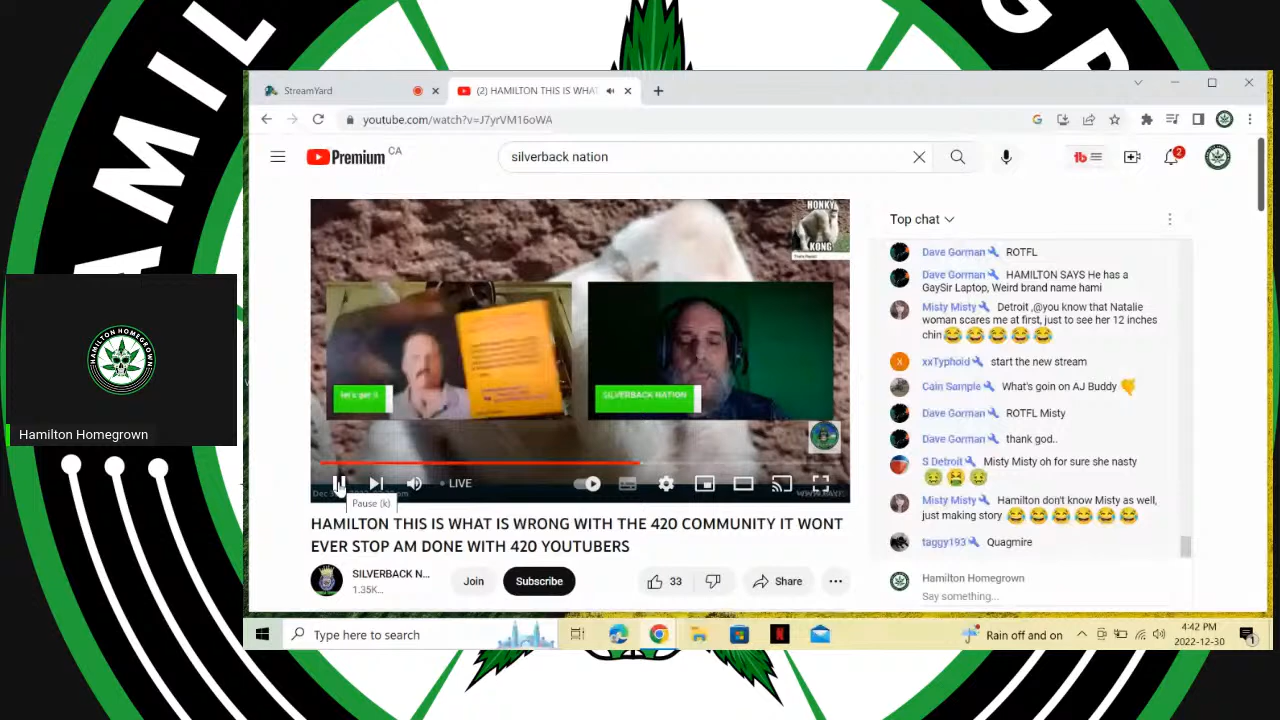 StreamYard
(2) HAMILTON THIS IS WHAT
youtube.com/watch?v=J7yrVM16oWA
Premium CA
silverback nation
2
HONKY
KONG
let's get it
SILVERBACK NATION
LIVE
Pause (k)
HAMILTON THIS IS WHAT IS WRONG WITH THE 420 COMMUNITY IT WONT
EVER STOP AM DONE WITH 420 YOUTUBERS
SILVERBACK N...
1.35K...
Join
Subscribe
33
Share
Top chat
Dave Gorman ROTFL
Dave Gorman HAMILTON SAYS He has a
GaySir Laptop, Weird brand name hami
Misty Misty Detroit ,@you know that Natalie
woman scares me at first, just to see her 12 inches
chin
xxTyphoid start the new stream
Cain Sample What's goin on AJ Buddy
Dave Gorman ROTFL Misty
Dave Gorman thank god..
S Detroit Misty Misty oh for sure she nasty
Misty Misty Hamilton don't know Misty as well,
just making story
taggy193 Quagmire
Hamilton Homegrown
Say something...
HAMILTON HOMEGROWN
Hamilton Homegrown
Type here to search
Rain off and on
4:42 PM
2022-12-30
1